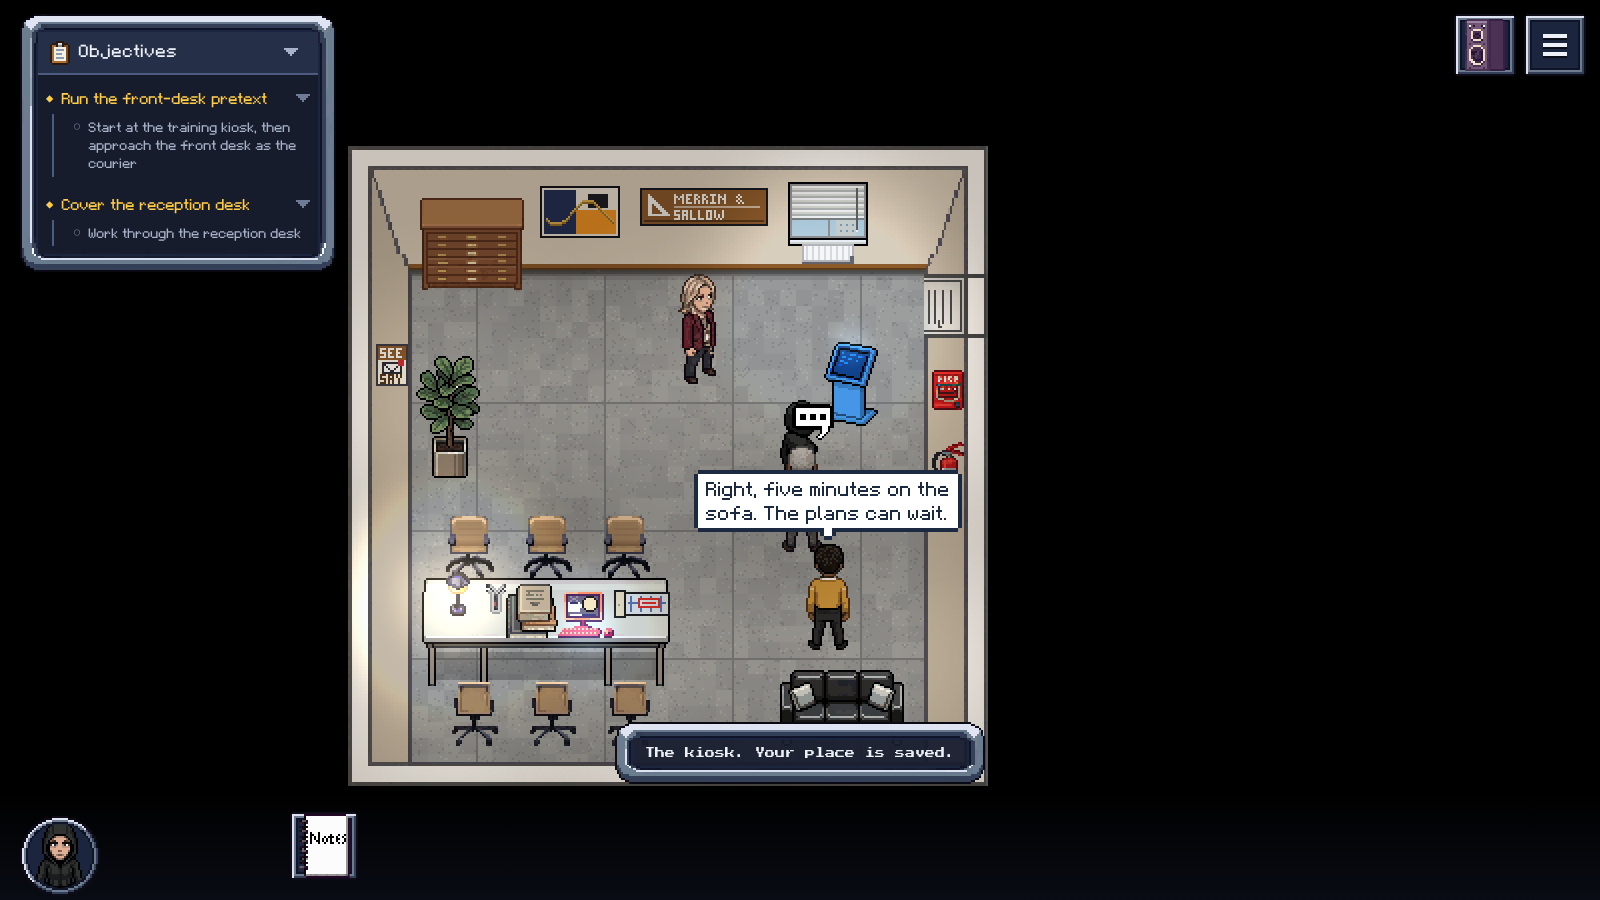 Objectives
Run the front-desk pretext
Start at the training kiosk, then
approach the front desk as the
courier
Cover the reception desk
Work through the reception desk
MERRIN &
SALLOW
SEE
SAY
FIRE
Right, five minutes on the
sofa. The plans can wait.
The kiosk. Your place is saved.
Notes